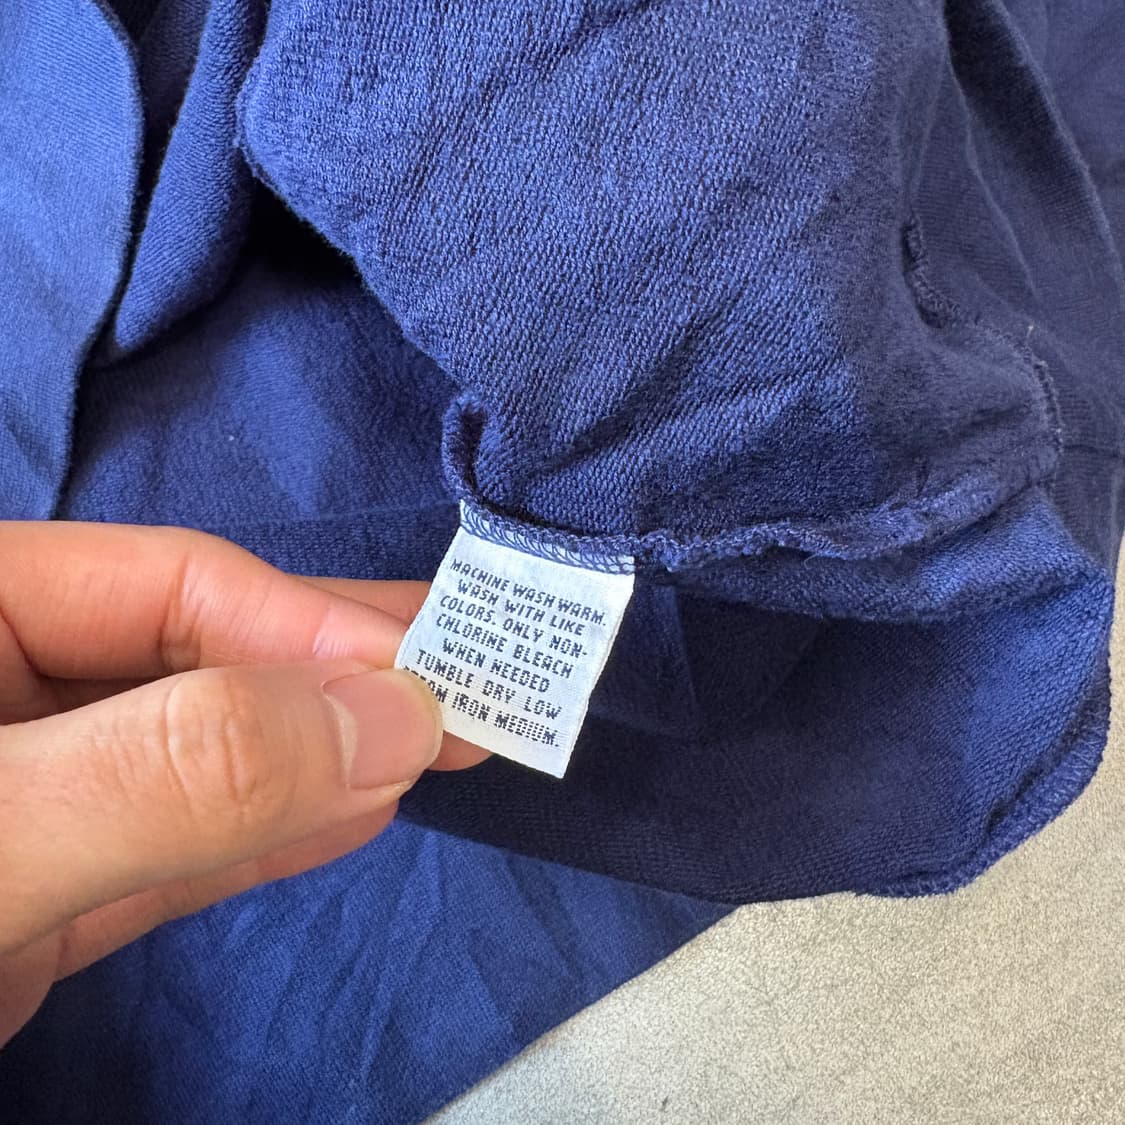 MACHINE WASH WARM.
WASH WITH LIKE
COLORS. ONLY NON-
CHLORINE BLEACH
WHEN NEEDED
TUMBLE DRY LOW
IRON MEDIUM.